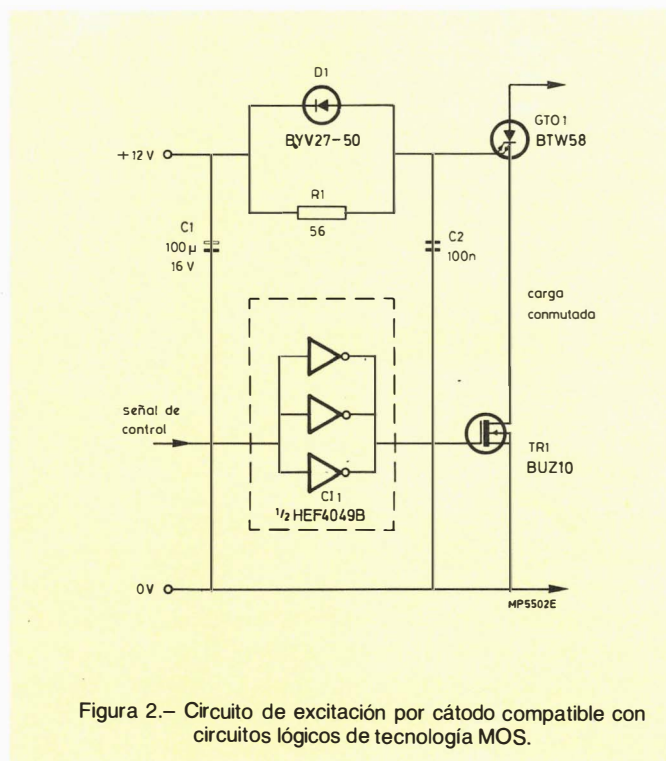 D1
BYV27-50
GTO1
BTW58
+12V
R1
56
C1
100µ
16V
C2
100n
carga
conmutada
señal de
control
TR1
BUZ10
CI1
1/2 HEF4049B
0V
MP5502E
Figura 2.– Circuito de excitación por cátodo compatible con
circuitos lógicos de tecnología MOS.